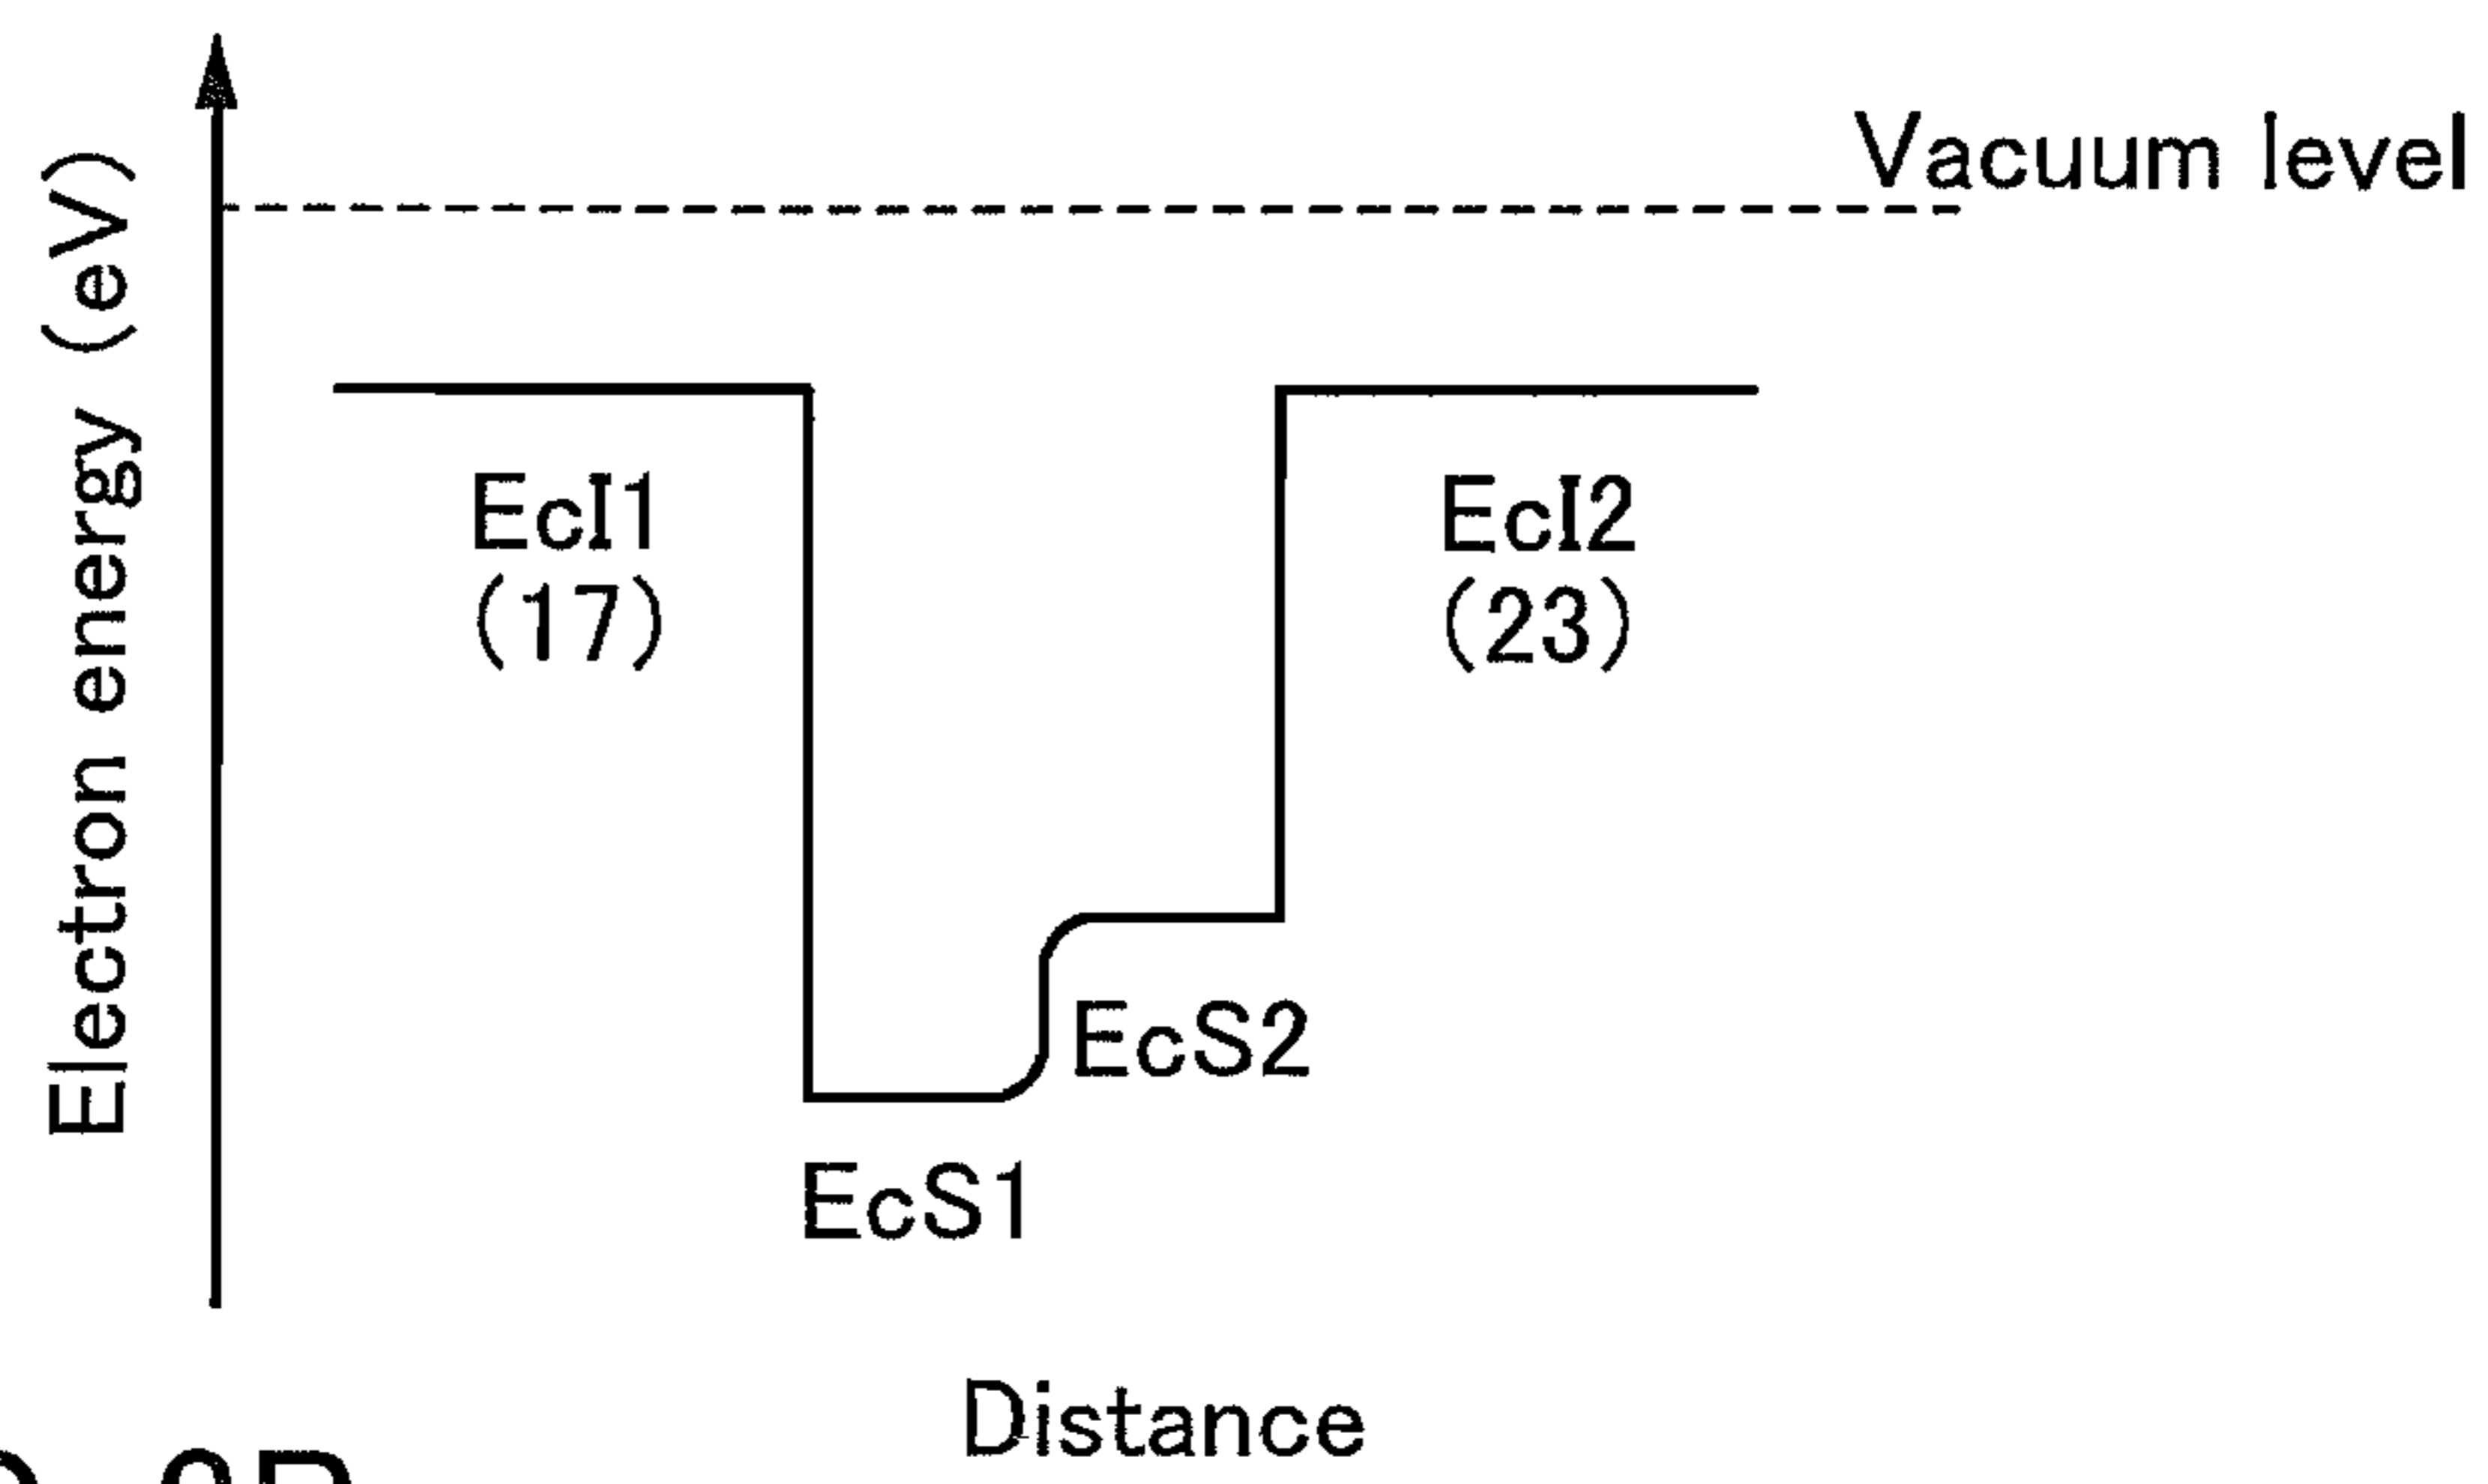 Vacuum level
Electron energy (eV)
EcI1
(17)
EcI2
(23)
EcS2
EcS1
Distance